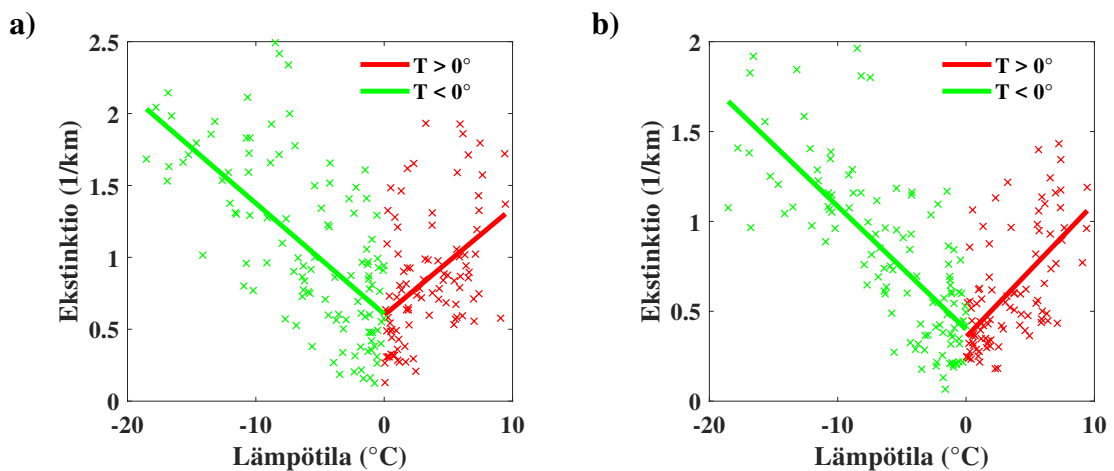 a)
2.5
2
1.5
1
0.5
0
-20
-10
0
10
Ekstinktio (1/km)
Lämpötila (°C)
T > 0°
T < 0°
b)
2
1.5
1
0.5
0
-20
-10
0
10
Ekstinktio (1/km)
Lämpötila (°C)
T > 0°
T < 0°